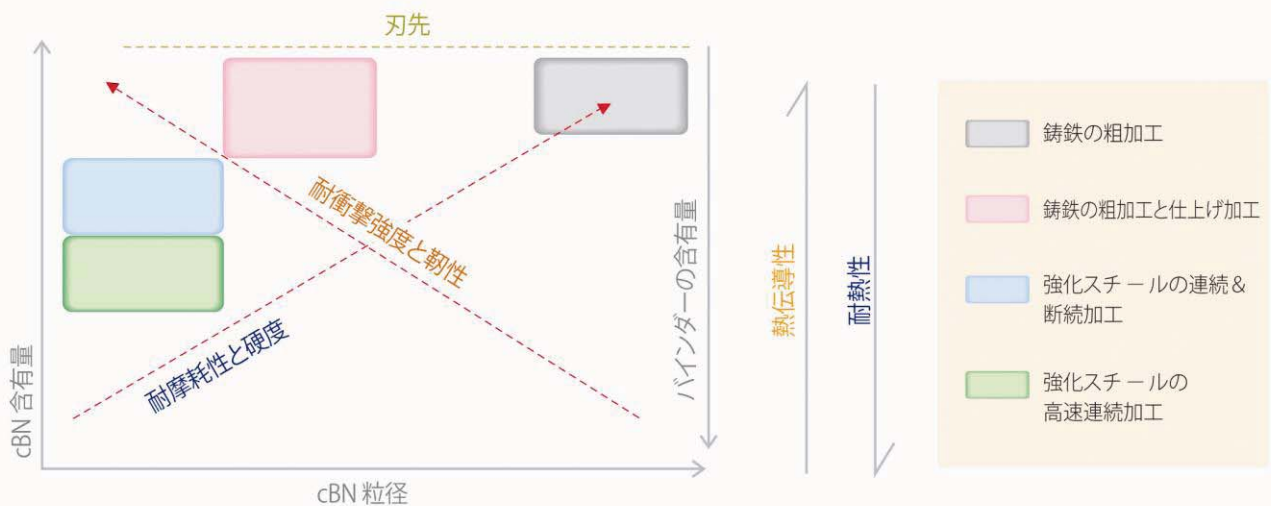 刃先
cBN 含有量
耐衝撃強度と靭性
耐摩耗性と硬度
バインダーの含有量
cBN 粒径
熱伝導性
耐熱性
鋳鉄の粗加工
鋳鉄の粗加工と仕上げ加工
強化スチールの連続&
断続加工
強化スチールの
高速連続加工